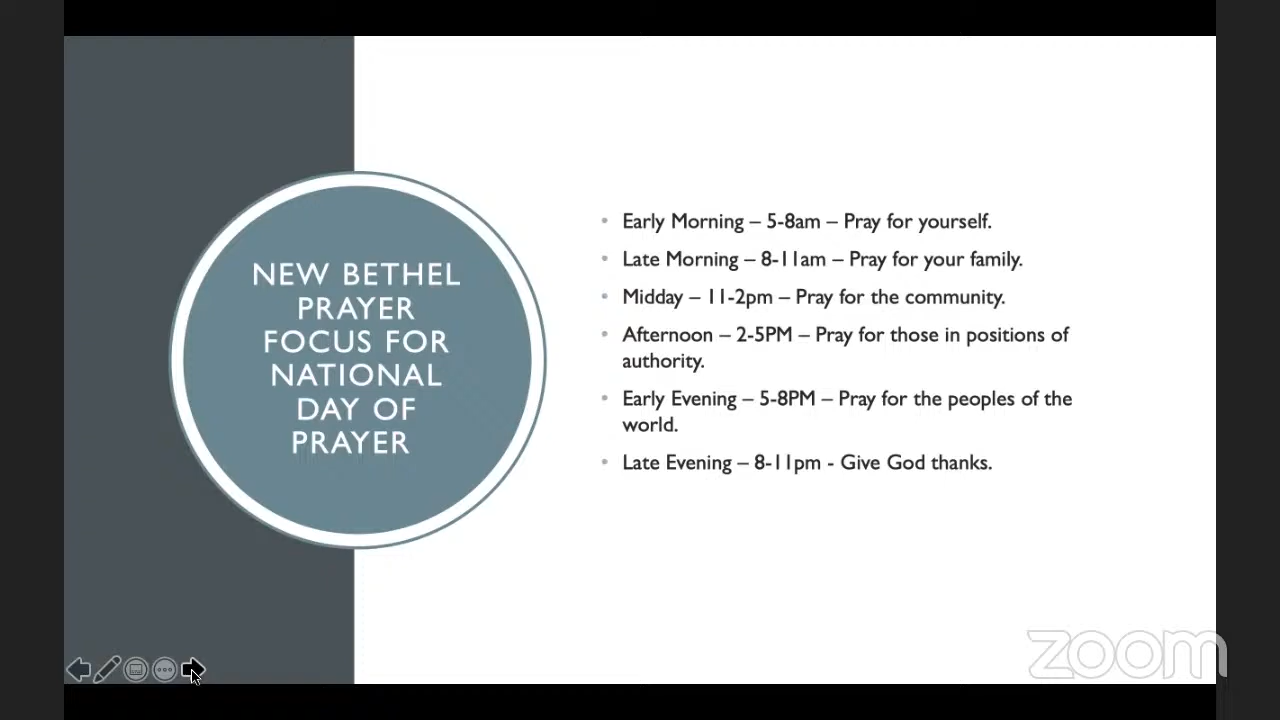 NEW BETHEL
PRAYER
FOCUS FOR
NATIONAL
DAY OF
PRAYER
• Early Morning – 5-8am – Pray for yourself.
• Late Morning – 8-11am – Pray for your family.
• Midday – 11-2pm – Pray for the community.
• Afternoon – 2-5PM – Pray for those in positions of
authority.
• Early Evening – 5-8PM – Pray for the peoples of the
world.
• Late Evening – 8-11pm - Give God thanks.
zoom